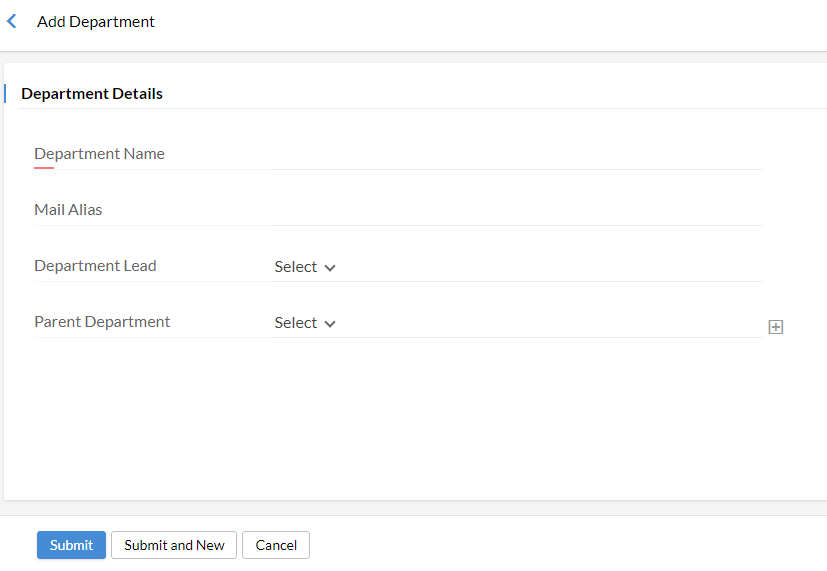 Add Department
Department Details
Department Name
Mail Alias
Department Lead Select
Parent Department Select
Submit Submit and New Cancel